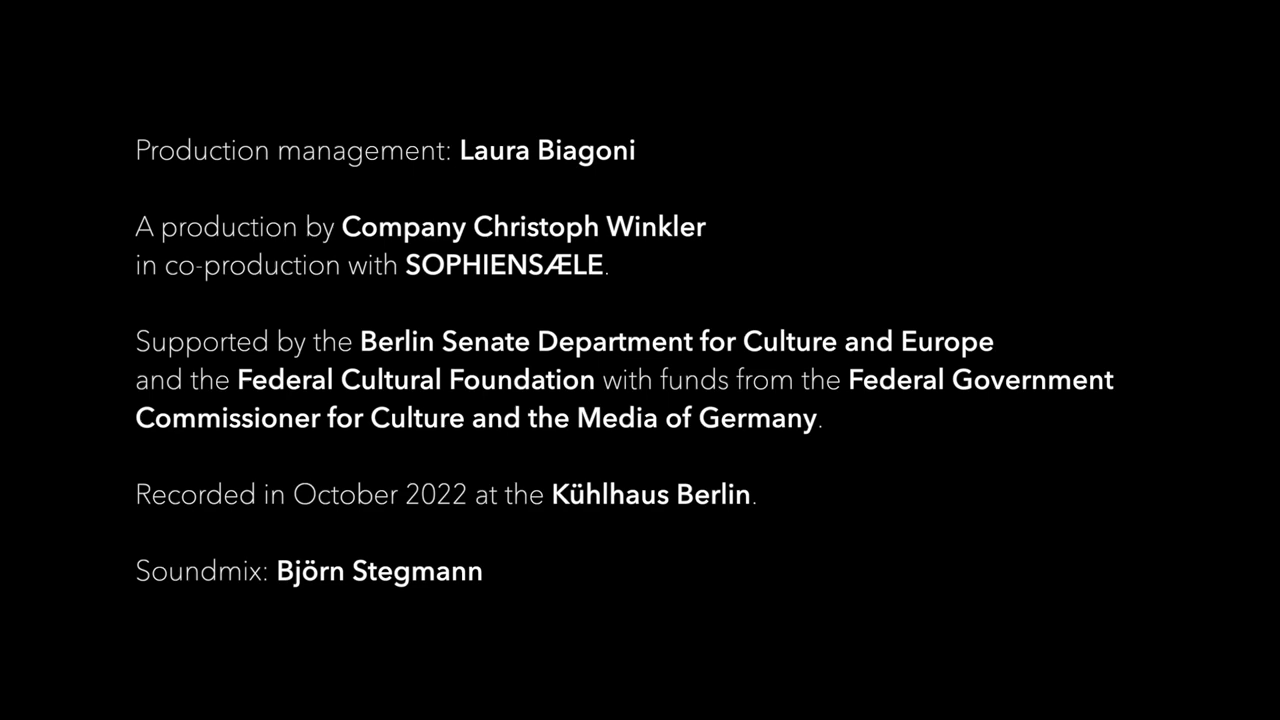 Production management: Laura Biagoni
A production by Company Christoph Winkler
in co-production with SOPHIENSÆLE.
Supported by the Berlin Senate Department for Culture and Europe
and the Federal Cultural Foundation with funds from the Federal Government
Commissioner for Culture and the Media of Germany.
Recorded in October 2022 at the Kühlhaus Berlin.
Soundmix: Björn Stegmann